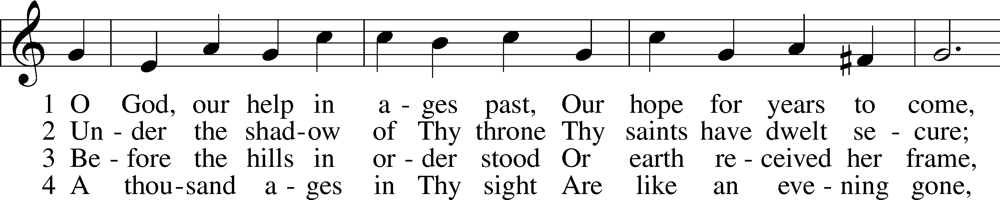 1 O God, our help in a - ges past, Our hope for years to come,
2 Un - der the shad-ow of Thy throne Thy saints have dwelt se - cure;
3 Be - fore the hills in or - der stood Or earth re - ceived her frame,
4 A thou-sand a - ges in Thy sight Are like an eve - ning gone,